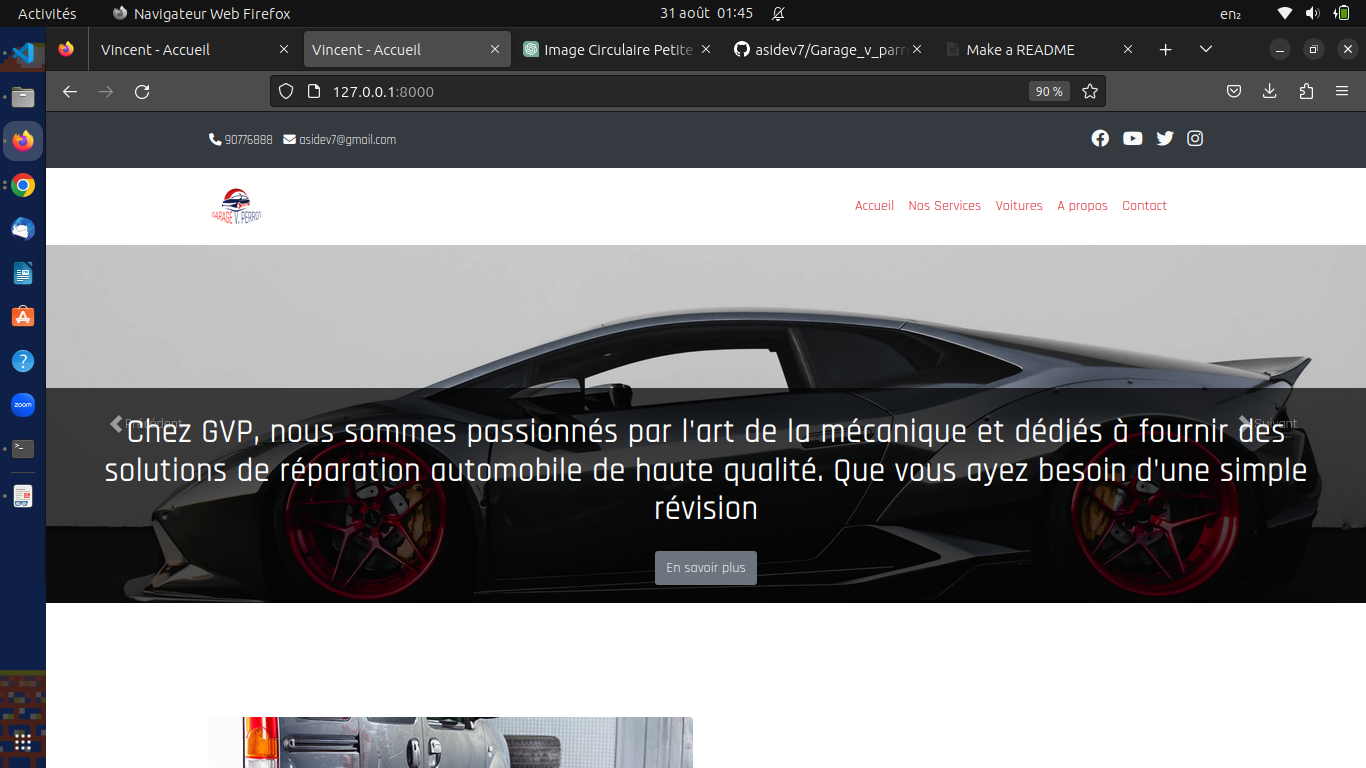 Activités
Navigateur Web Firefox
31 août 01:45
en₂
Vincent - Accueil
Vincent - Accueil
Image Circulaire Petite
asidev7/Garage_v_parr
Make a README
127.0.0.1:8000
90 %
90776888
asidev7@gmail.com
GARAGE V. PERROT
Accueil
Nos Services
Voitures
A propos
Contact
Précédent
Suivant
Chez GVP, nous sommes passionnés par l'art de la mécanique et dédiés à fournir des
solutions de réparation automobile de haute qualité. Que vous ayez besoin d'une simple
révision
En savoir plus
zoom